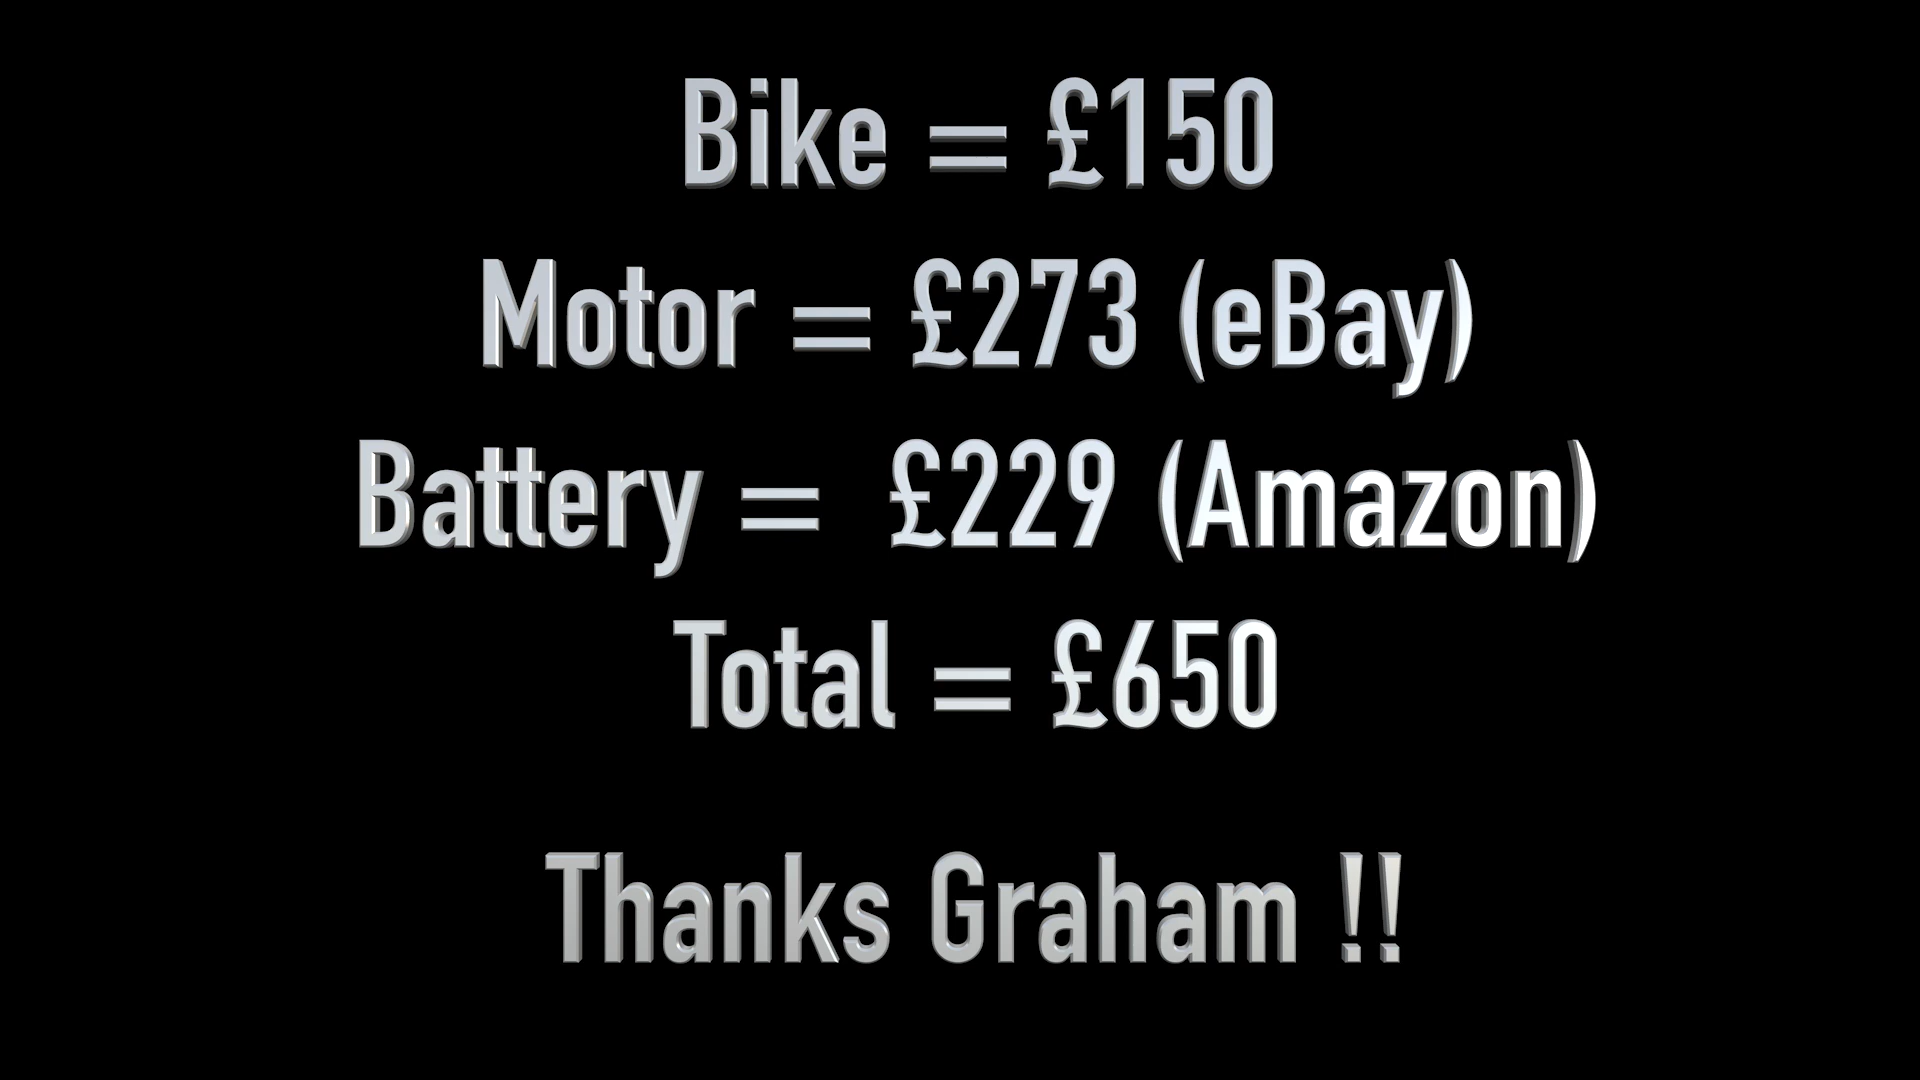 Bike = £150
Motor = £273 (eBay)
Battery = £229 (Amazon)
Total = £650
Thanks Graham !!